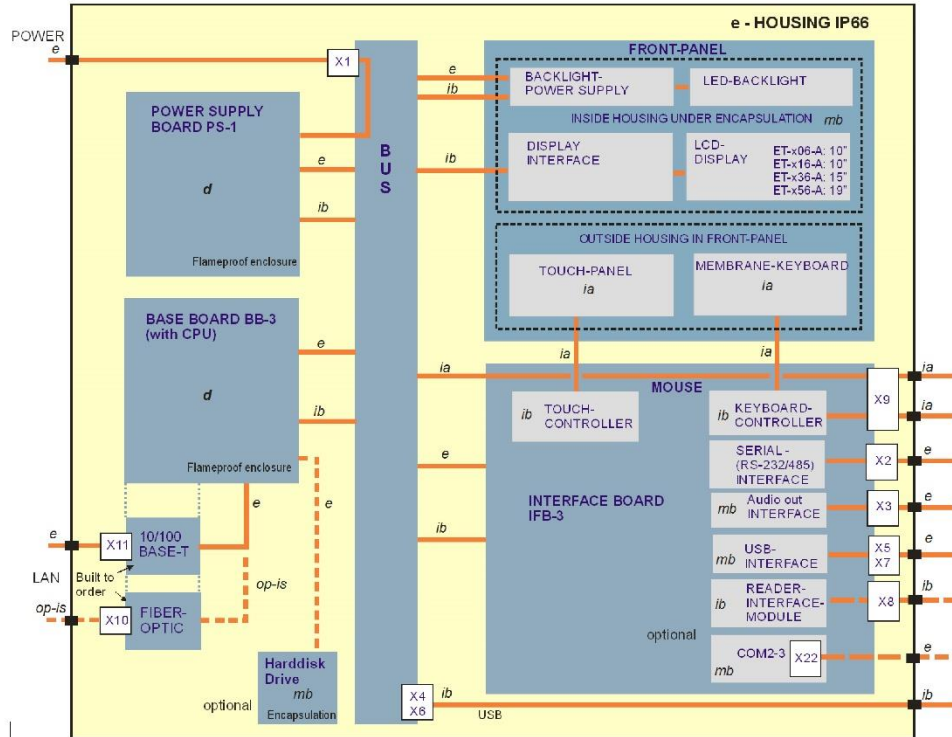 e - HOUSING IP66
POWER
e
X1
POWER SUPPLY
BOARD PS-1
d
Flameproof enclosure
e
ib
BASE BOARD BB-3
(with CPU)
d
Flameproof enclosure
e
ib
e
e
e
X11
10/100
BASE-T
LAN
Built to
order
op-is
op-is
X10
FIBER-
OPTIC
optional
Harddisk
Drive
mb
Encapsulation
B
U
S
X4
X6
ib
USB
ib
FRONT-PANEL
e
ib
BACKLIGHT-
POWER SUPPLY
LED-BACKLIGHT
INSIDE HOUSING UNDER ENCAPSULATION mb
ib
DISPLAY
INTERFACE
LCD-
DISPLAY
ET-x06-A: 10"
ET-x16-A: 10"
ET-x36-A: 15"
ET-x56-A: 19"
OUTSIDE HOUSING IN FRONT-PANEL
TOUCH-PANEL
ia
MEMBRANE-KEYBOARD
ia
ia
ia
ia
MOUSE
X9
ia
ia
ib TOUCH-
CONTROLLER
ib KEYBOARD-
CONTROLLER
e
SERIAL-
(RS-232/485)
INTERFACE
X2
e
INTERFACE BOARD
IFB-3
mb Audio out
INTERFACE
X3
e
ib
mb USB-
INTERFACE
X5
X7
e
ib READER-
INTERFACE-
MODULE
X8
ib
optional
COM2-3
mb
X22
e